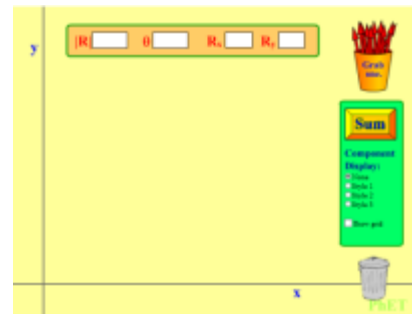 y
|R| θ Rx Ry
Grab
one.
Sum
Component
Display:
None
Style 1
Style 2
Style 3
Show grid
x
PhET